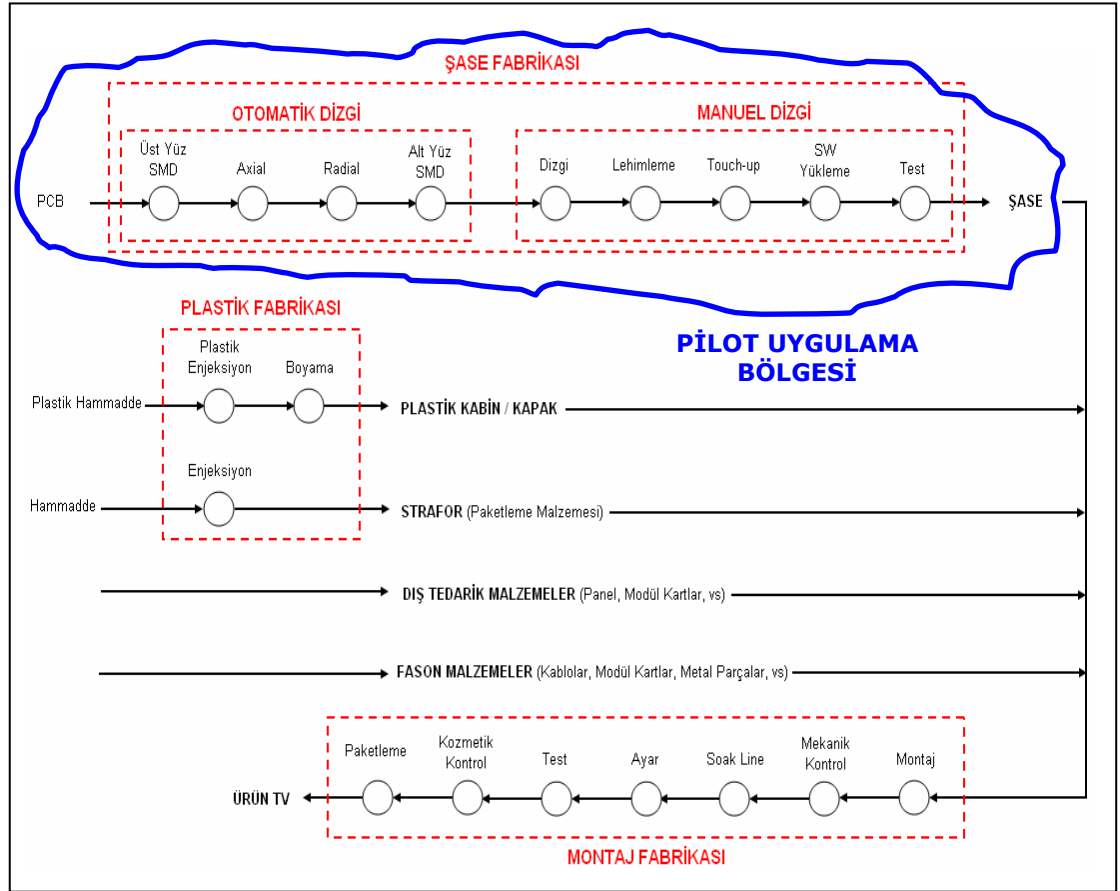 ŞASE FABRİKASI
OTOMATİK DİZGİ
MANUEL DİZGİ
Üst Yüz
SMD
Axial
Radial
Alt Yüz
SMD
Dizgi
Lehimleme
Touch-up
SW
Yükleme
Test
PCB
ŞASE
PLASTİK FABRİKASI
PİLOT UYGULAMA
BÖLGESİ
Plastik
Enjeksiyon
Boyama
Plastik Hammadde
PLASTİK KABİN / KAPAK
Enjeksiyon
Hammadde
STRAFOR (Paketleme Malzemesi)
DIŞ TEDARİK MALZEMELER (Panel, Modül Kartlar, vs)
FASON MALZEMELER (Kablolar, Modül Kartlar, Metal Parçalar, vs)
Paketleme
Kozmetik
Kontrol
Test
Ayar
Soak Line
Mekanik
Kontrol
Montaj
ÜRÜN TV
MONTAJ FABRİKASI